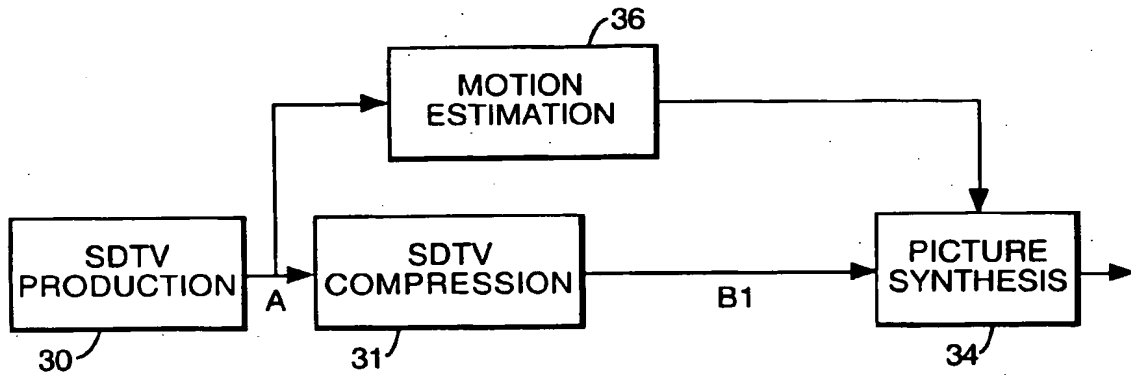 36
MOTION
ESTIMATION
SDTV
PRODUCTION
A
SDTV
COMPRESSION
B1
PICTURE
SYNTHESIS
30
31
34